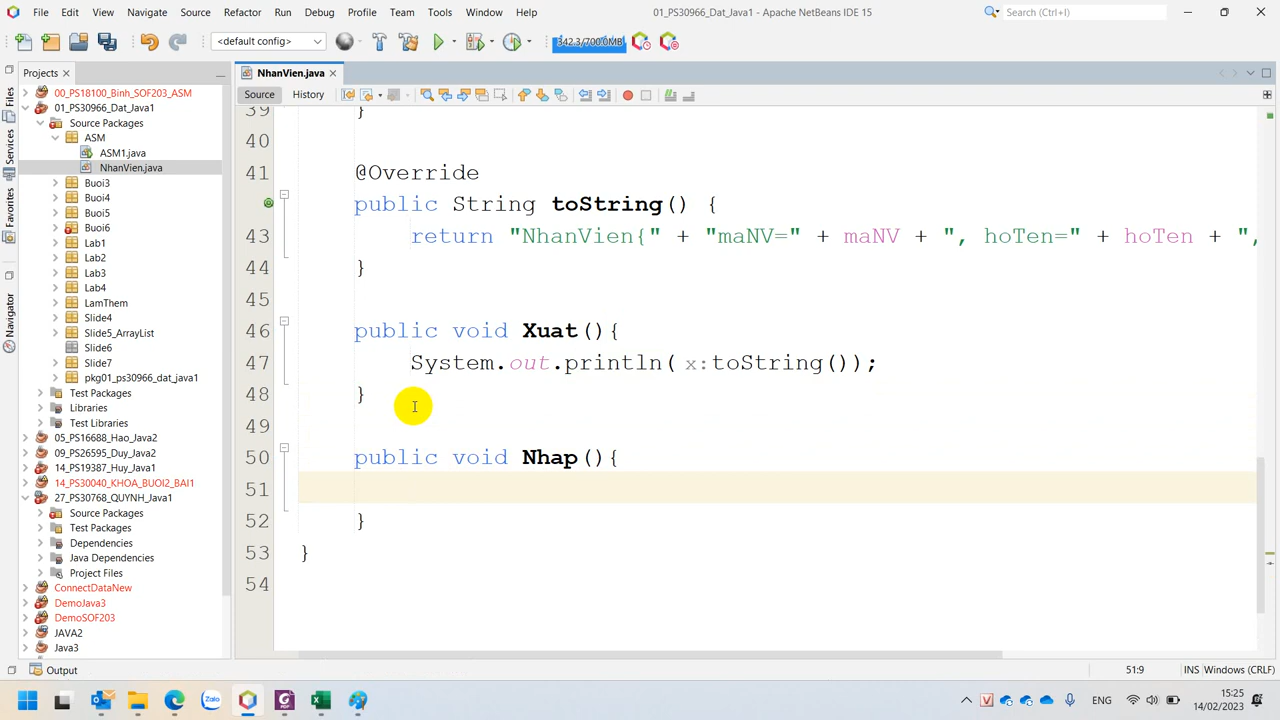 File Edit View Navigate Source Refactor Run Debug Profile Team Tools Window Help 01_PS30966_Dat_Java1 - Apache NetBeans IDE 15 Search (Ctrl+I)
<default config> 342.3/700.0MB
Projects NhanVien.java
Files Source History
00_PS18100_Binh_SOF203_ASM
01_PS30966_Dat_Java1
Source Packages
ASM
ASM1.java
NhanVien.java
Buoi3
Buoi4
Buoi5
Buoi6
Lab1
Lab2
Lab3
Lab4
LamThem
Slide4
Slide5_ArrayList
Slide6
Slide7
pkg01_ps30966_dat_java1
Test Packages
Libraries
Test Libraries
05_PS16688_Hao_Java2
09_PS26595_Duy_Java2
14_PS19387_Huy_Java1
14_PS30040_KHOA_BUOI2_BAI1
27_PS30768_QUYNH_Java1
Source Packages
Test Packages
Dependencies
Java Dependencies
Project Files
ConnectDataNew
DemoJava3
DemoSOF203
JAVA2
Java3
Services
Favorites
Navigator
39 }
40
41 @Override
public String toString() {
43 return "NhanVien{" + "maNV=" + maNV + ", hoTen=" + hoTen + ",
44 }
45
46 public void Xuat(){
47 System.out.println( x:toString());
48 }
49
50 public void Nhap(){
51
52 }
53 }
54
Output 51:9 INS Windows (CRLF)
Zalo PDF ENG 15:25
14/02/2023